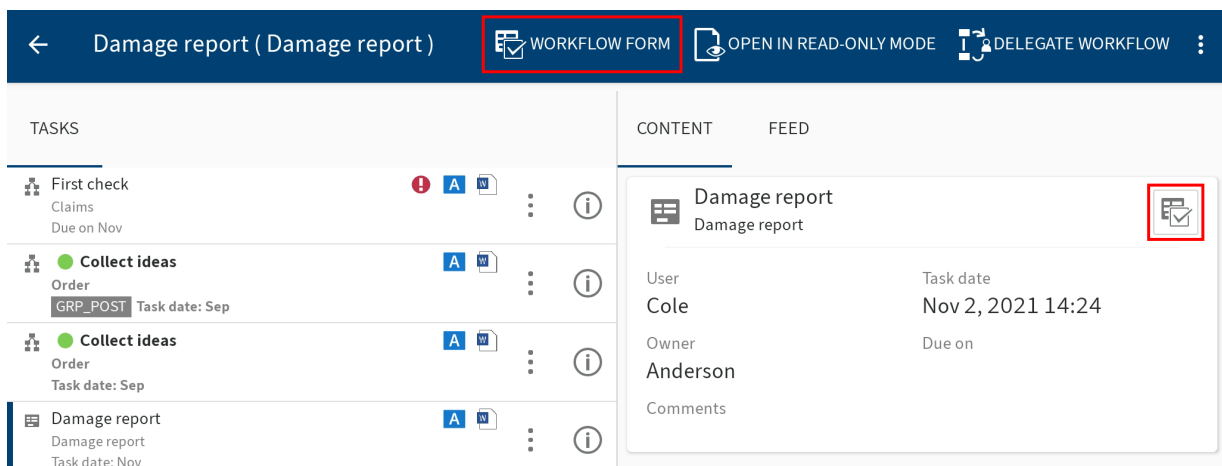 Damage report ( Damage report )
WORKFLOW FORM
OPEN IN READ-ONLY MODE
DELEGATE WORKFLOW
TASKS
First check
Claims
Due on Nov
A
W
Collect ideas
Order
GRP_POST Task date: Sep
A
W
Collect ideas
Order
Task date: Sep
A
W
Damage report
Damage report
Task date: Nov
A
W
CONTENT
FEED
Damage report
Damage report
User
Cole
Task date
Nov 2, 2021 14:24
Owner
Anderson
Due on
Comments